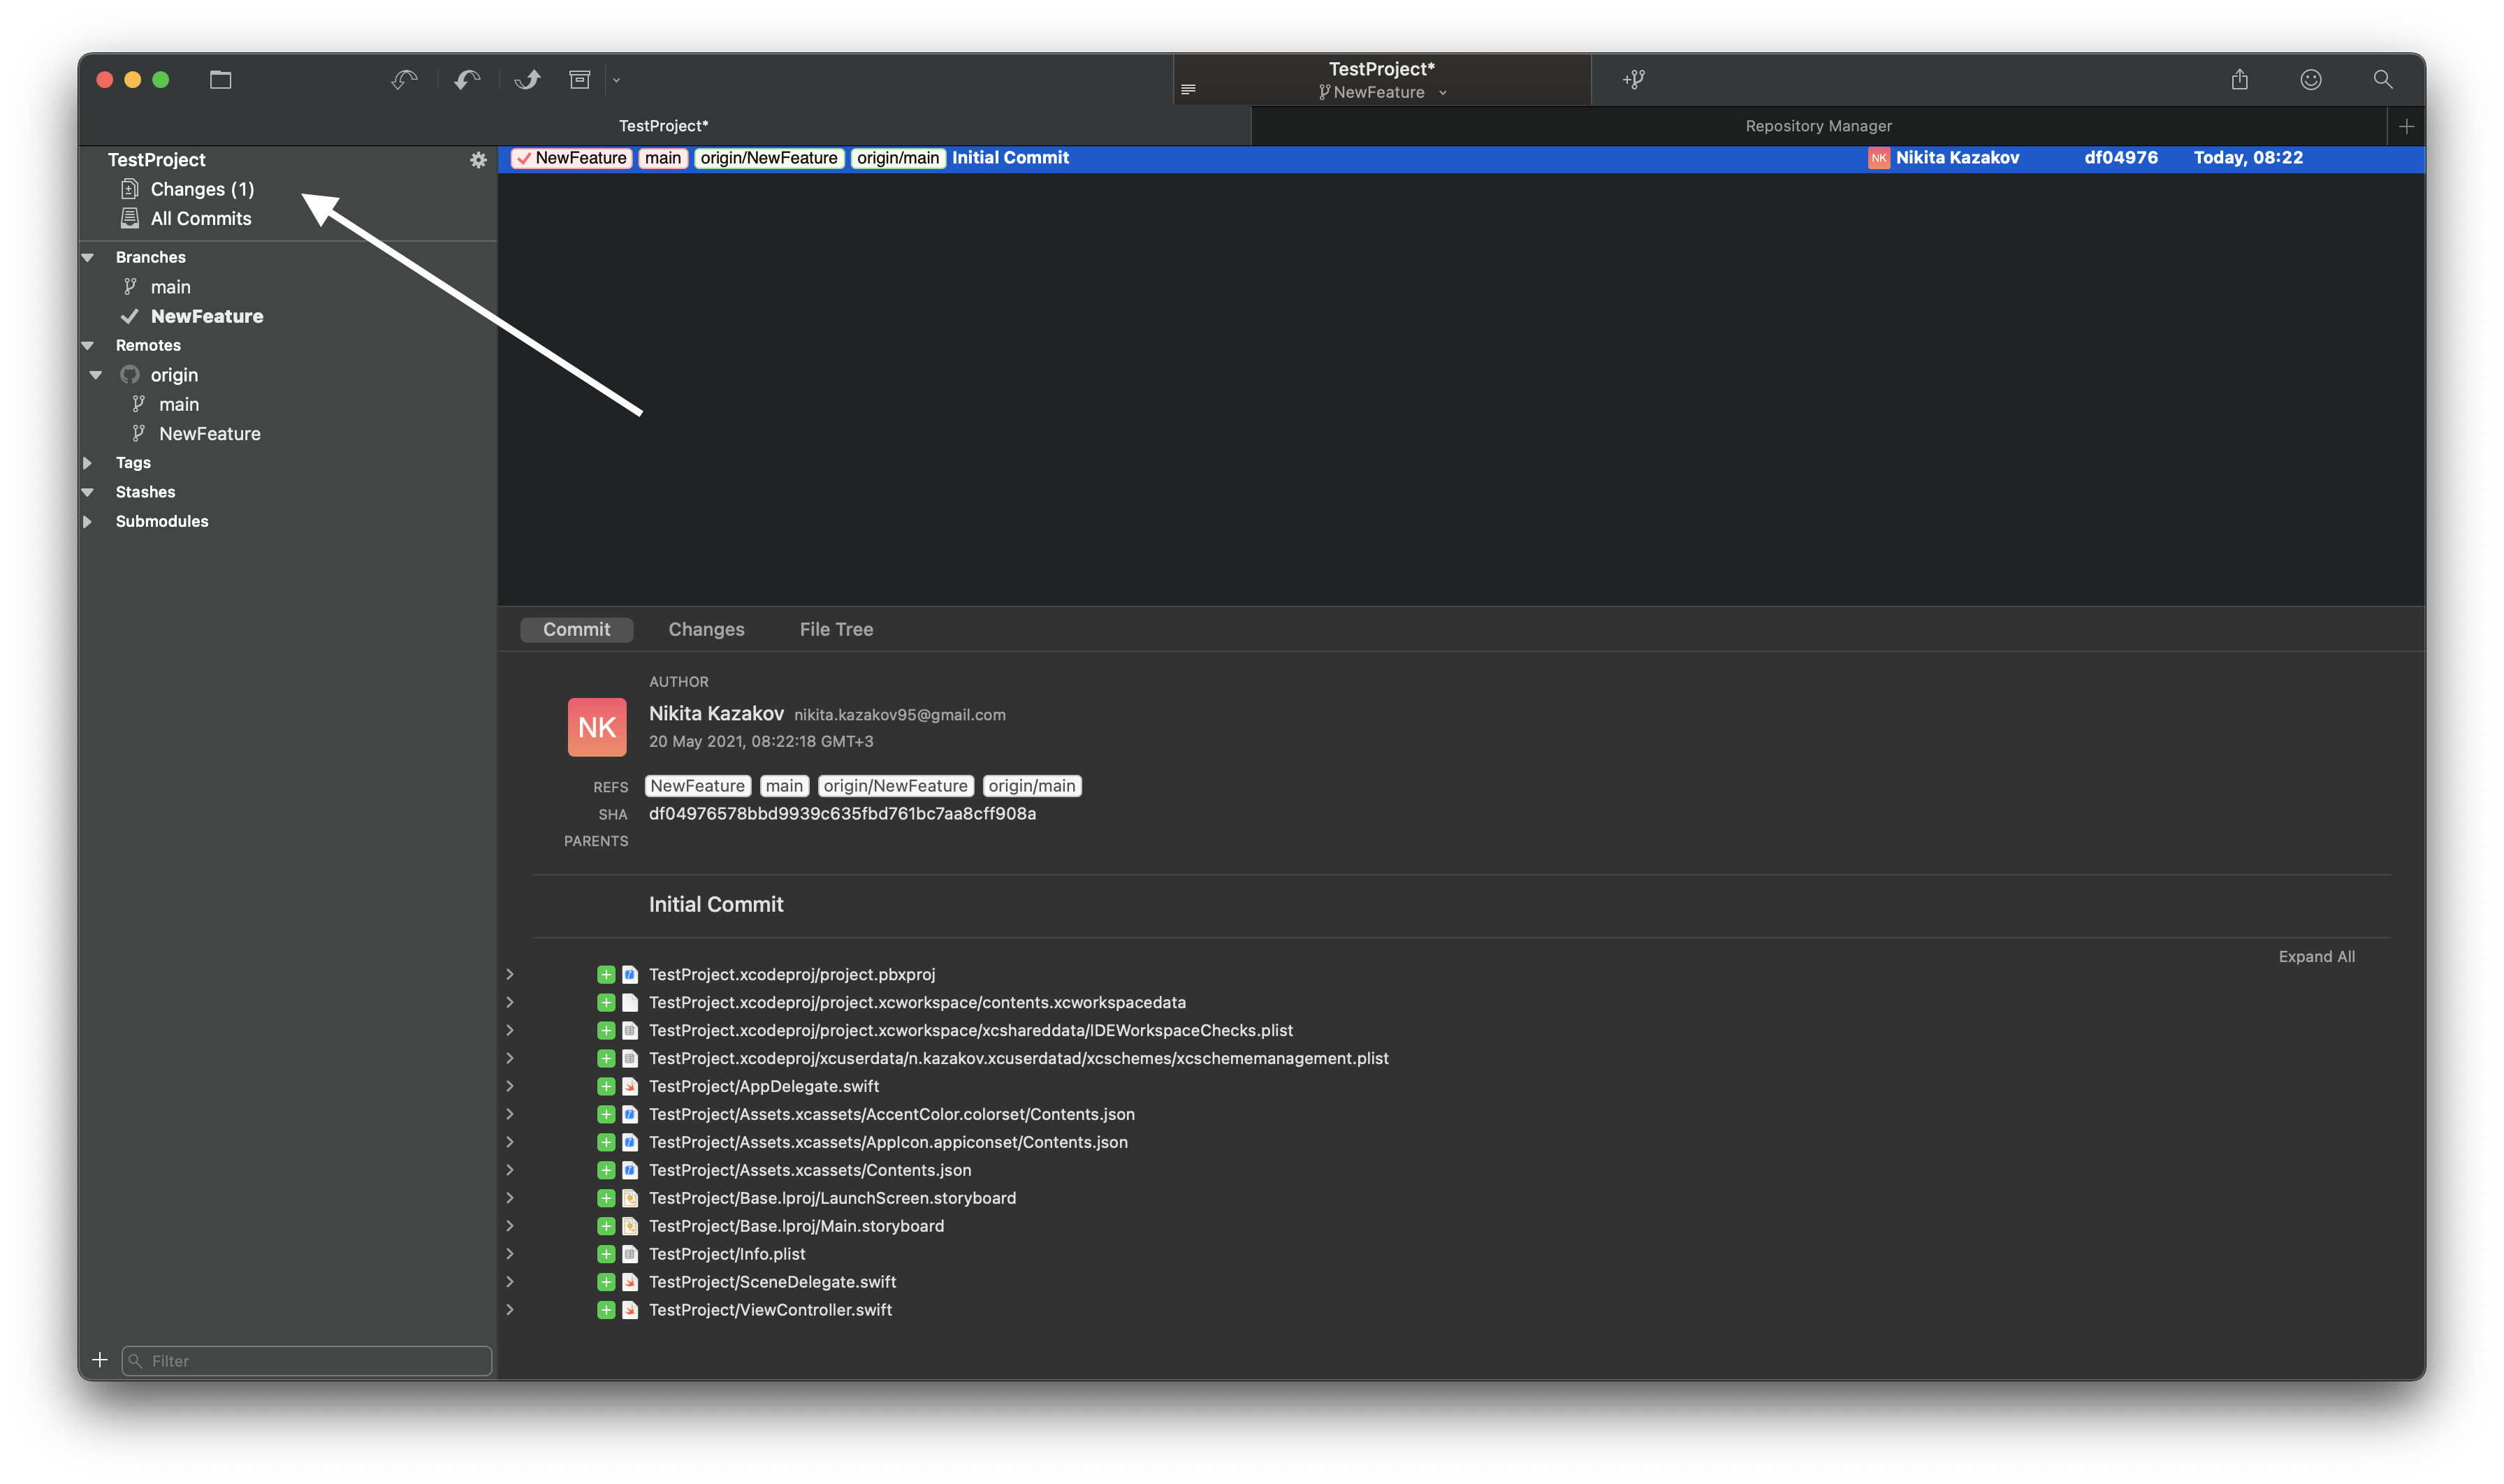 TestProject*
NewFeature
TestProject*
Repository Manager
TestProject
Changes (1)
All Commits
Branches
main
NewFeature
Remotes
origin
main
NewFeature
Tags
Stashes
Submodules
Filter
NewFeature main origin/NewFeature origin/main Initial Commit NK Nikita Kazakov df04976 Today, 08:22
Commit Changes File Tree
AUTHOR
NK
Nikita Kazakov nikita.kazakov95@gmail.com
20 May 2021, 08:22:18 GMT+3
REFS NewFeature main origin/NewFeature origin/main
SHA df04976578bbd9939c635fbd761bc7aa8cff908a
PARENTS
Initial Commit
Expand All
TestProject.xcodeproj/project.pbxproj
TestProject.xcodeproj/project.xcworkspace/contents.xcworkspacedata
TestProject.xcodeproj/project.xcworkspace/xcshareddata/IDEWorkspaceChecks.plist
TestProject.xcodeproj/xcuserdata/n.kazakov.xcuserdatad/xcschemes/xcschememanagement.plist
TestProject/AppDelegate.swift
TestProject/Assets.xcassets/AccentColor.colorset/Contents.json
TestProject/Assets.xcassets/AppIcon.appiconset/Contents.json
TestProject/Assets.xcassets/Contents.json
TestProject/Base.lproj/LaunchScreen.storyboard
TestProject/Base.lproj/Main.storyboard
TestProject/Info.plist
TestProject/SceneDelegate.swift
TestProject/ViewController.swift